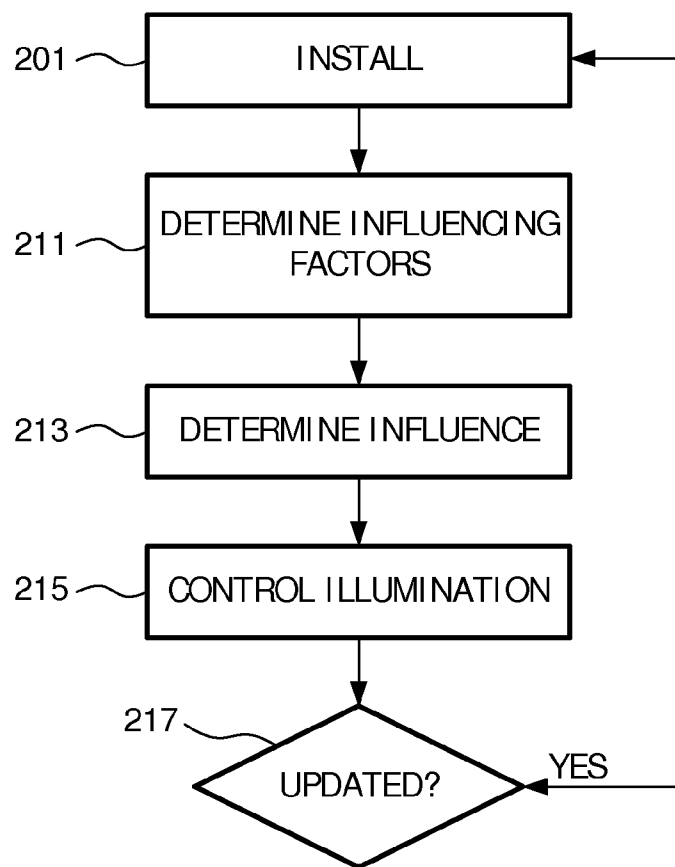 201
INSTALL
211
DETERMINE INFLUENCING
FACTORS
213
DETERMINE INFLUENCE
215
CONTROL ILLUMINATION
217
UPDATED?
YES